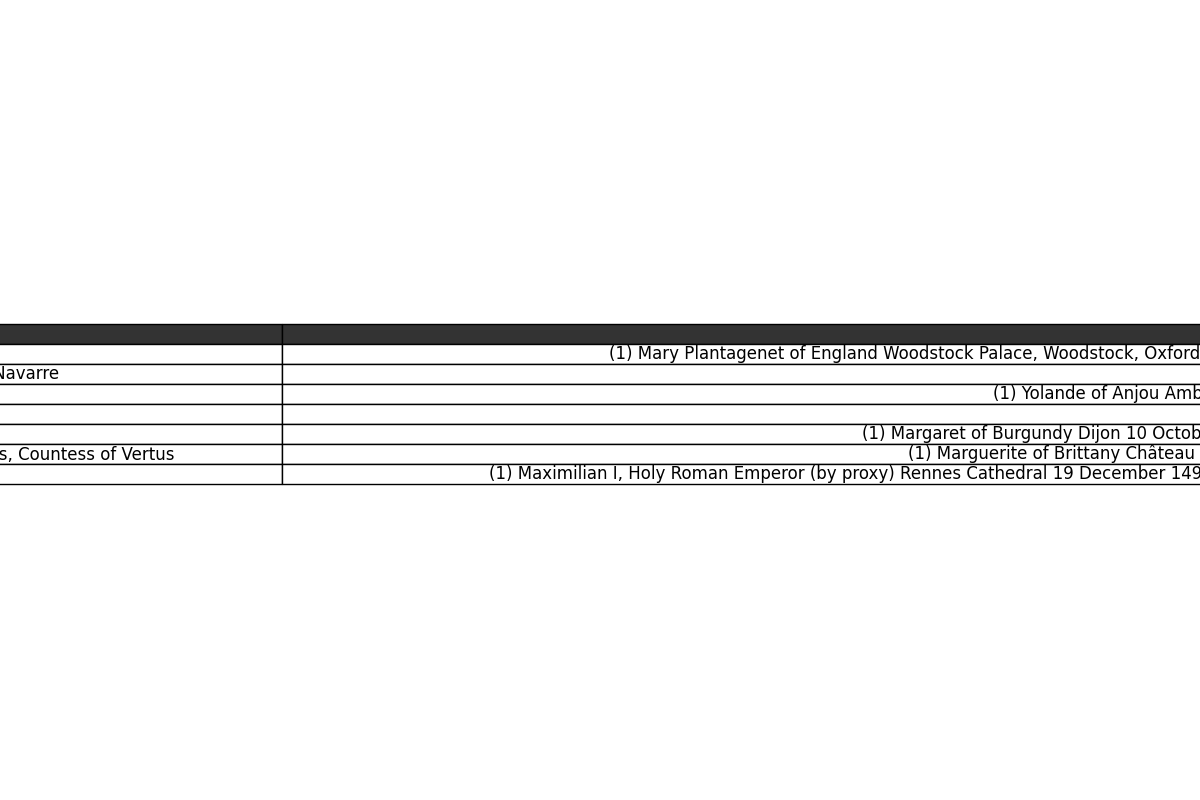 (1) Mary Plantagenet of England Woodstock Palace, Woodstock, Oxford
Navarre
(1) Yolande of Anjou Amb
(1) Margaret of Burgundy Dijon 10 Octob
s, Countess of Vertus (1) Marguerite of Brittany Château
(1) Maximilian I, Holy Roman Emperor (by proxy) Rennes Cathedral 19 December 149